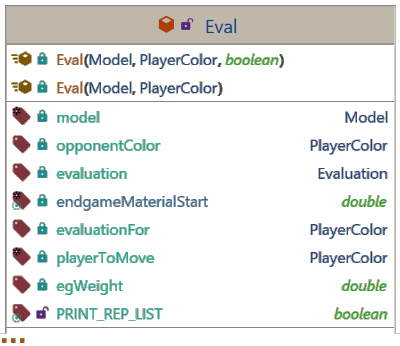 Eval
Eval(Model, PlayerColor, boolean)
Eval(Model, PlayerColor)
model Model
opponentColor PlayerColor
evaluation Evaluation
endgameMaterialStart double
evaluationFor PlayerColor
playerToMove PlayerColor
egWeight double
PRINT_REP_LIST boolean